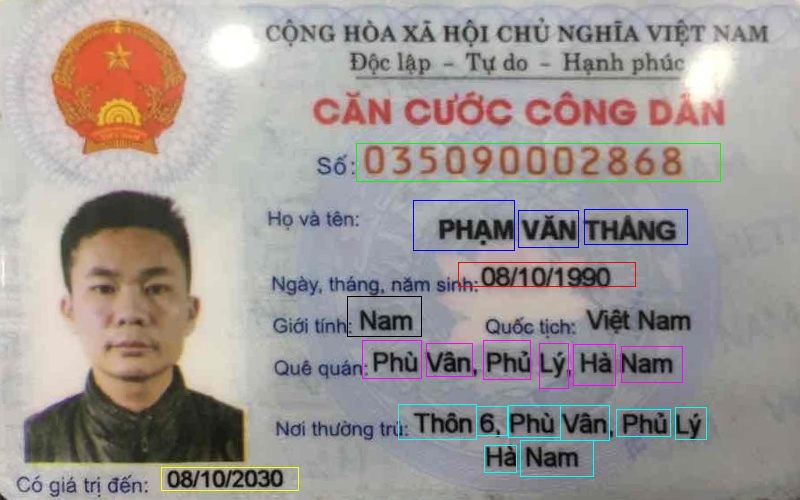 CỘNG HÒA XÃ HỘI CHỦ NGHĨA VIỆT NAM
Độc lập - Tự do - Hạnh phúc
CĂN CƯỚC CÔNG DÂN
Số: 035090002868
Họ và tên: PHẠM VĂN THẮNG
Ngày, tháng, năm sinh: 08/10/1990
Giới tính: Nam Quốc tịch: Việt Nam
Quê quán: Phù Vân, Phủ Lý, Hà Nam
Nơi thường trú: Thôn 6, Phù Vân, Phủ Lý
Hà Nam
Có giá trị đến: 08/10/2030